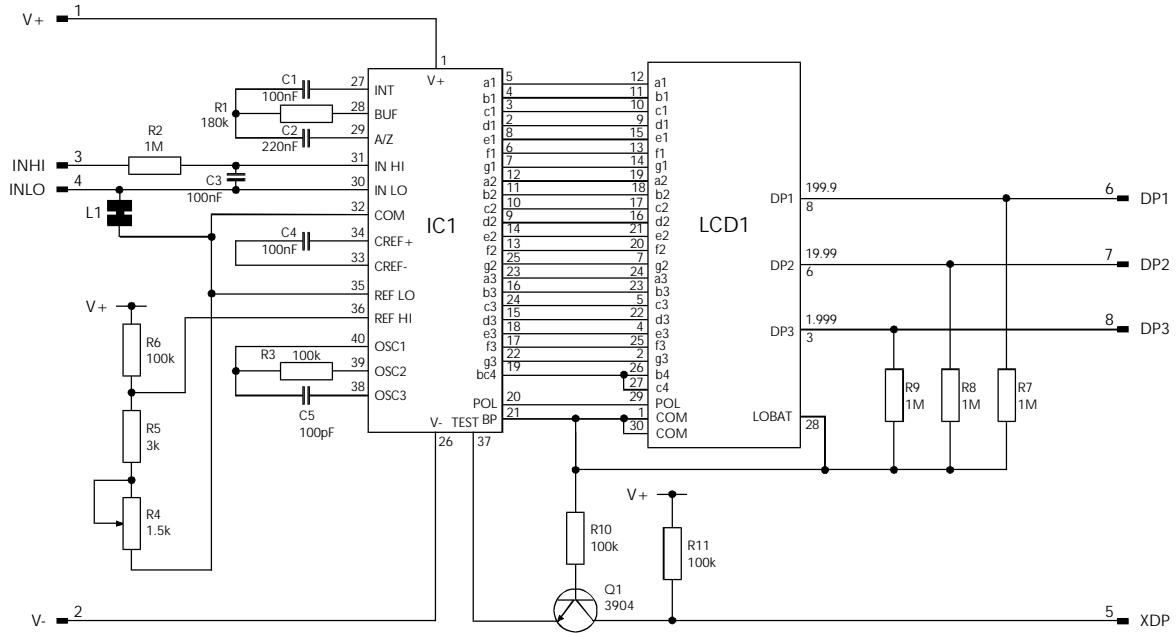 V+ 1
1
V+
C1
100nF
27 INT
R1
180k
28 BUF
C2
220nF
29 A/Z
R2
1M
INHI 3
31 IN HI
C3
100nF
INLO 4
30 IN LO
L1
32 COM
C4
100nF
34 CREF+
33 CREF-
35 REF LO
36 REF HI
V+
R6
100k
R3 100k
40 OSC1
39 OSC2
38 OSC3
C5
100pF
R5
3k
R4
1.5k
IC1
V- TEST
26 37
a1 5 12 a1
b1 4 11 b1
c1 3 10 c1
d1 2 9 d1
e1 8 15 e1
f1 6 13 f1
g1 7 14 g1
a2 12 19 a2
b2 11 18 b2
c2 10 17 c2
d2 9 16 d2
e2 14 21 e2
f2 13 20 f2
g2 25 7 g2
a3 23 24 a3
b3 16 23 b3
c3 24 5 c3
d3 15 22 d3
e3 18 4 e3
f3 17 25 f3
g3 22 2 g3
bc4 19 26 b4
27 c4
POL 20 29 POL
BP 21 1 COM
30 COM
LCD1
DP1 199.9
8
DP2 19.99
6
DP3 1.999
3
LOBAT 28
6 DP1
7 DP2
8 DP3
R9
1M
R8
1M
R7
1M
R10
100k
V+
R11
100k
Q1
3904
V- 2
5 XDP